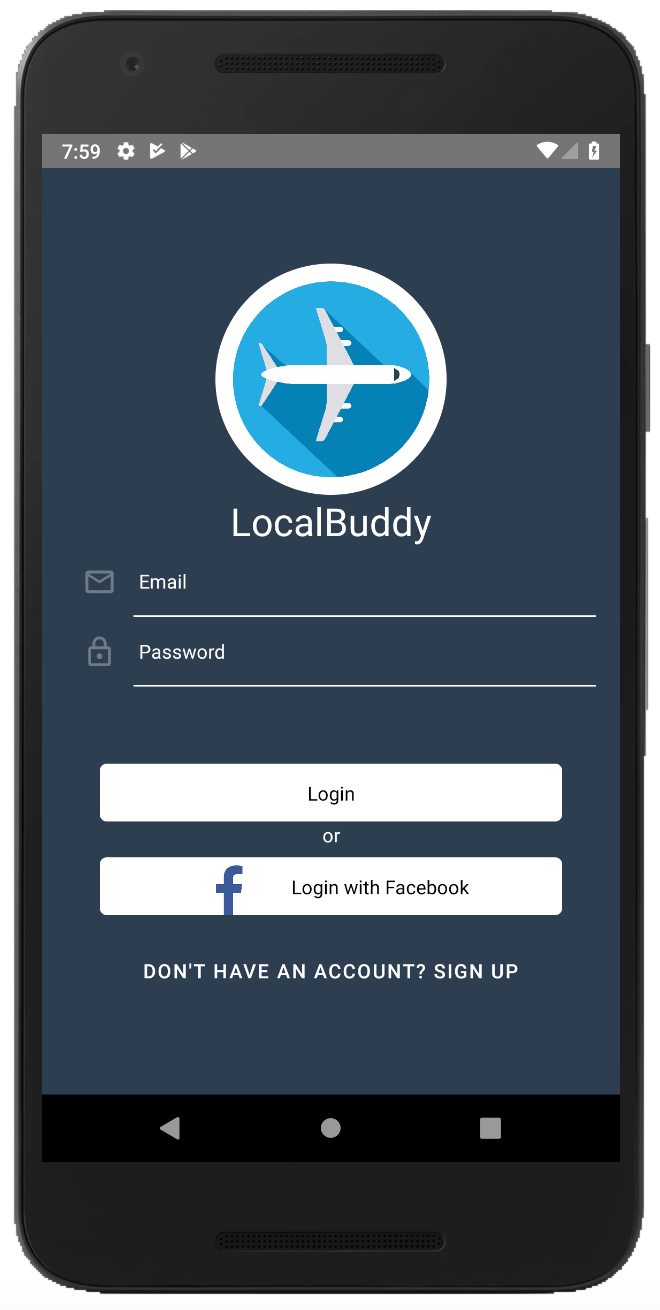 7:59
LocalBuddy
Email
Password
Login
or
Login with Facebook
DON'T HAVE AN ACCOUNT? SIGN UP